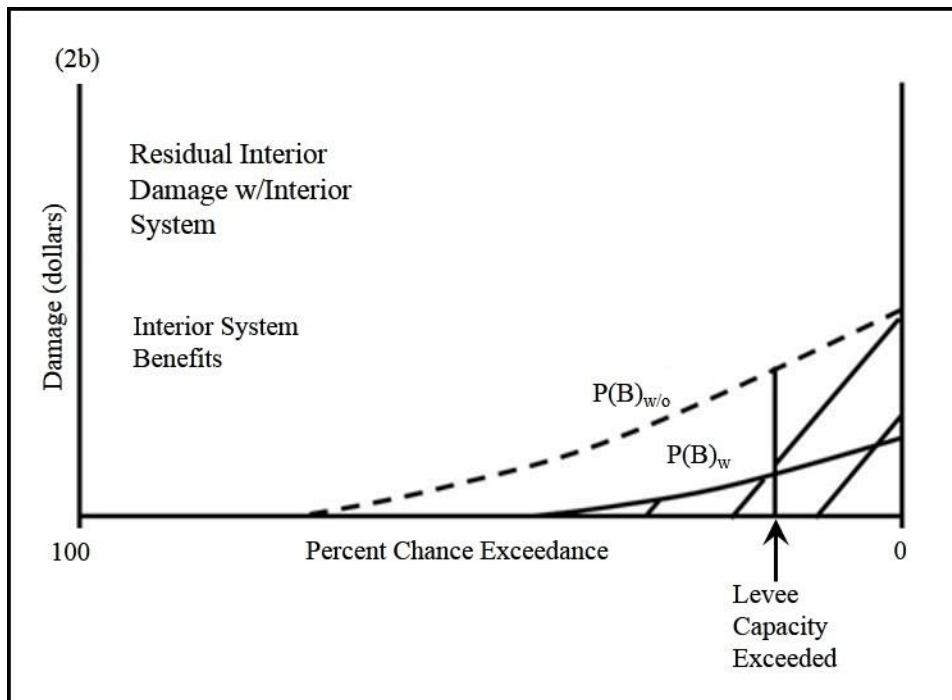 (2b)
Residual Interior
Damage w/Interior
System
Damage (dollars)
Interior System
Benefits
P(B)w/o
P(B)w
100
Percent Chance Exceedance
0
Levee
Capacity
Exceeded